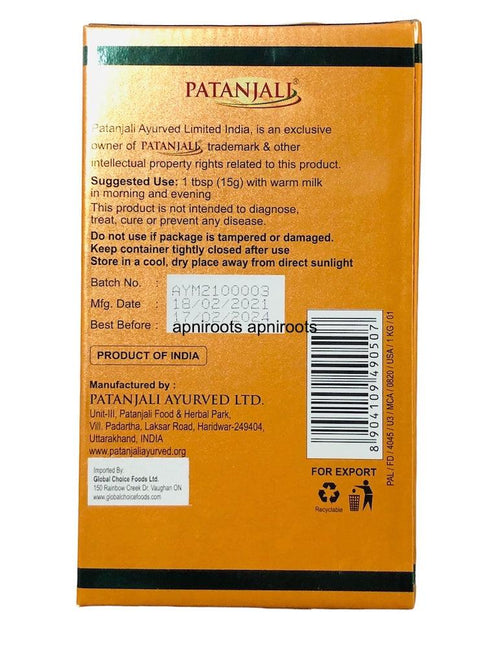 PATANJALI®
Patanjali Ayurved Limited India, is an exclusive
owner of PATANJALI, trademark & other
intellectual property rights related to this product.
Suggested Use: 1 tbsp (15g) with warm milk
in morning and evening
This product is not intended to diagnose,
treat, cure or prevent any disease.
Do not use if package is tampered or damaged.
Keep container tightly closed after use
Store in a cool, dry place away from direct sunlight
Batch No. : AYM2100003
Mfg. Date : 18/02/2021
Best Before : 17/02/2024
apniroots apniroots
PRODUCT OF INDIA
Manufactured by :
PATANJALI AYURVED LTD.
Unit-III, Patanjali Food & Herbal Park,
Vill. Padartha, Laksar Road, Haridwar-249404,
Uttarakhand, INDIA
www.patanjaliayurved.org
Imported By:
Global Choice Foods Ltd.
150 Rainbow Creek Dr. Vaughan ON
www.globalchoicefoods.com
8 904109 490507
PAL / FD / 4045 / U3 / MCA / 0820 / USA / 1 KG / 01
FOR EXPORT
Recyclable